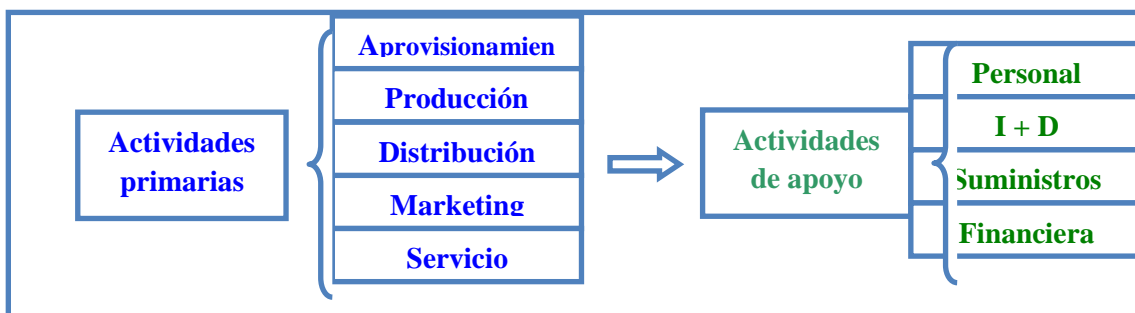 Actividades
primarias
Aprovisionamien
Producción
Distribución
Marketing
Servicio
Actividades
de apoyo
Personal
I + D
Suministros
Financiera